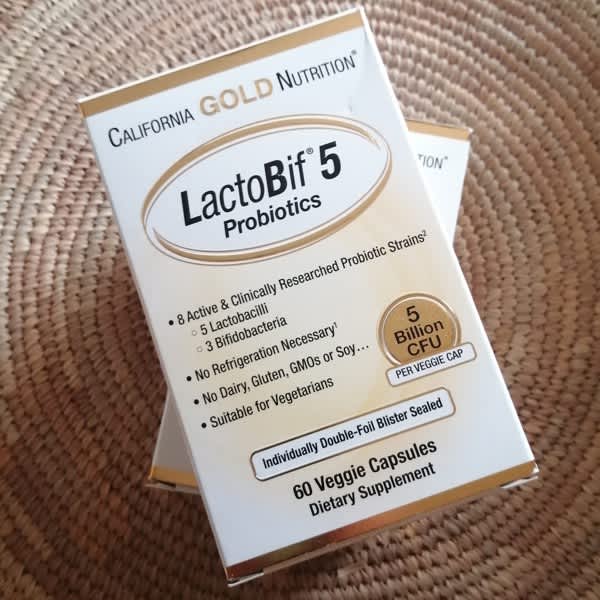 CALIFORNIA GOLD NUTRITION®
LactoBif® 5
Probiotics
• 8 Active & Clinically Researched Probiotic Strains²
○ 5 Lactobacilli
○ 3 Bifidobacteria
• No Refrigeration Necessary¹
• No Dairy, Gluten, GMOs or Soy...
• Suitable for Vegetarians
5
Billion
CFU
PER VEGGIE CAP
Individually Double-Foil Blister Sealed
60 Veggie Capsules
Dietary Supplement
TION®